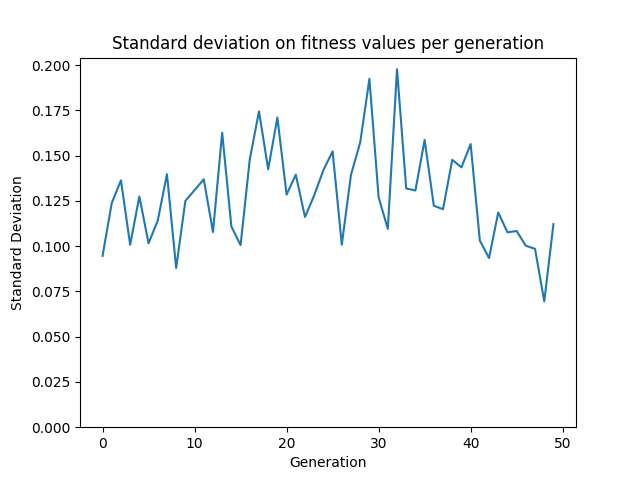 Standard deviation on fitness values per generation
0.200
0.175
0.150
0.125
0.100
0.075
0.050
0.025
0.000
Standard Deviation
0 10 20 30 40 50
Generation